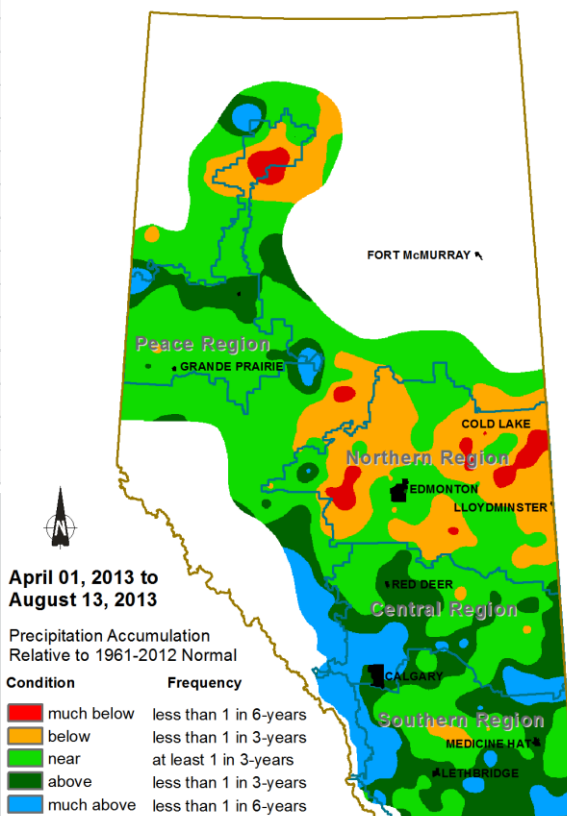 FORT McMURRAY
Peace Region
GRANDE PRAIRIE
COLD LAKE
Northern Region
EDMONTON
LLOYDMINSTER
N
April 01, 2013 to
August 13, 2013
RED DEER
Central Region
Precipitation Accumulation
Relative to 1961-2012 Normal
CALGARY
Condition Frequency
much below less than 1 in 6-years
below less than 1 in 3-years
near at least 1 in 3-years
above less than 1 in 3-years
much above less than 1 in 6-years
Southern Region
MEDICINE HAT
LETHBRIDGE